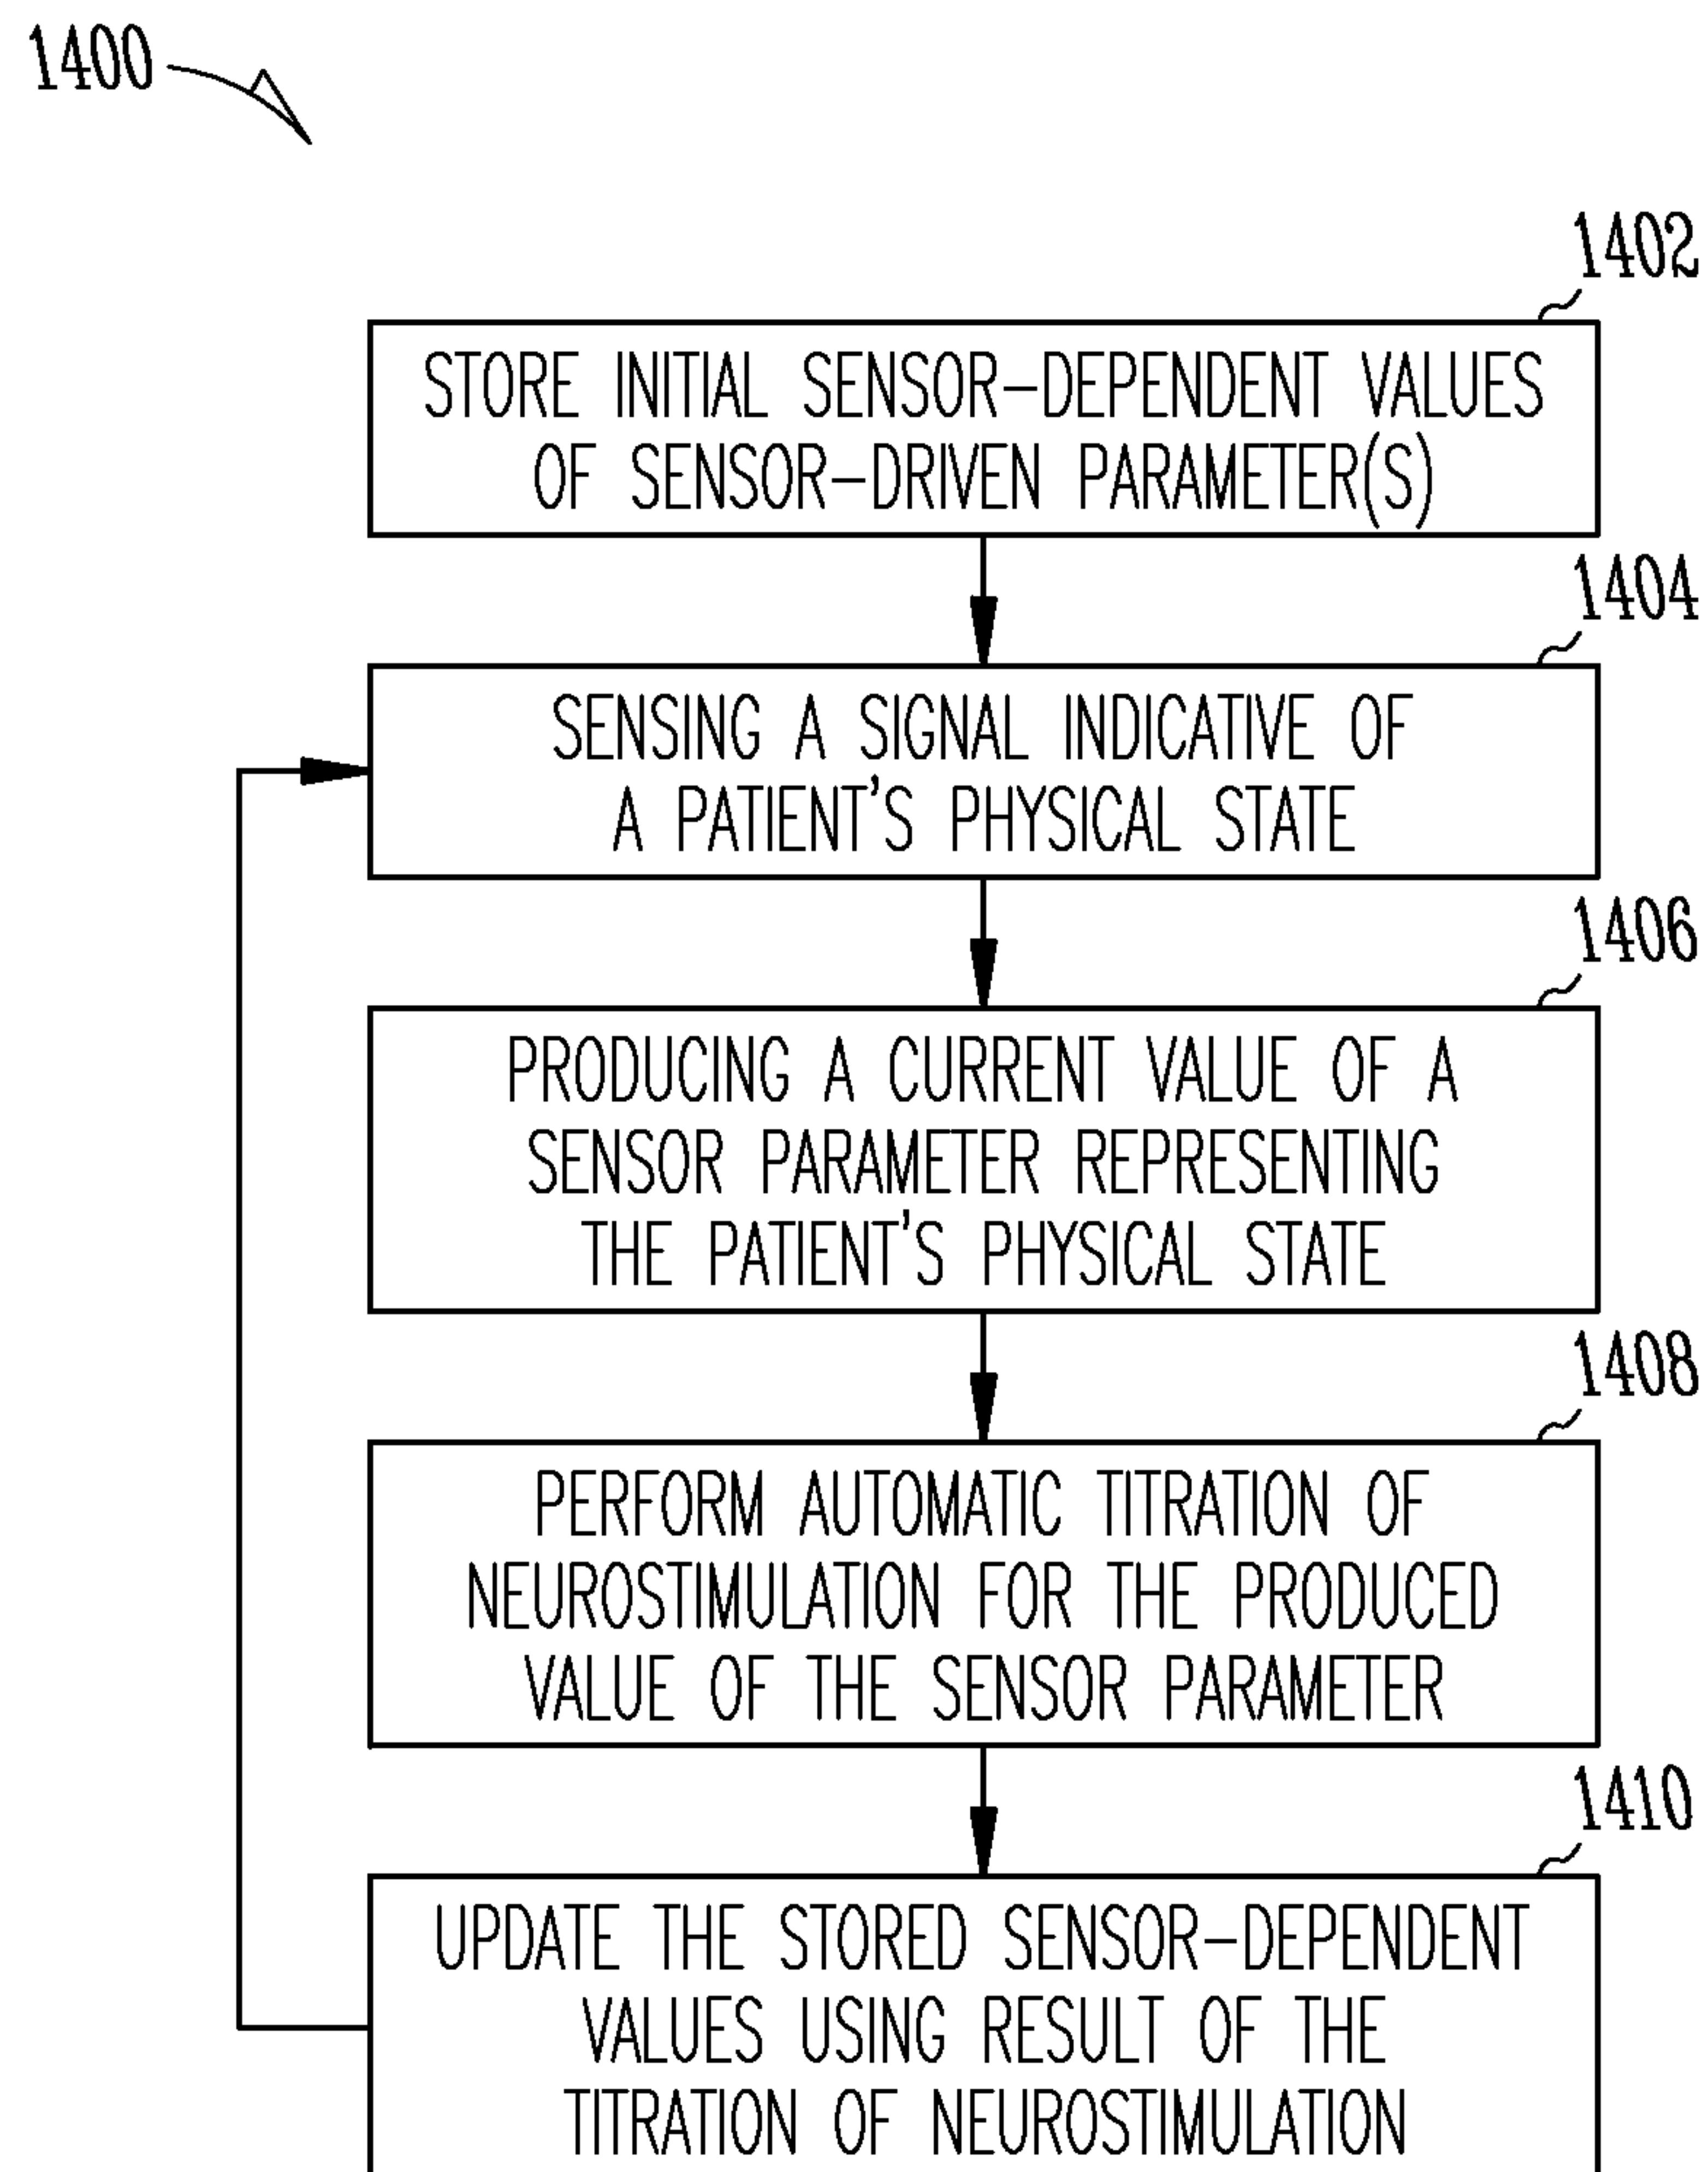 1400
1402
STORE INITIAL SENSOR-DEPENDENT VALUES
OF SENSOR-DRIVEN PARAMETER(S)
1404
SENSING A SIGNAL INDICATIVE OF
A PATIENT'S PHYSICAL STATE
1406
PRODUCING A CURRENT VALUE OF A
SENSOR PARAMETER REPRESENTING
THE PATIENT'S PHYSICAL STATE
1408
PERFORM AUTOMATIC TITRATION OF
NEUROSTIMULATION FOR THE PRODUCED
VALUE OF THE SENSOR PARAMETER
1410
UPDATE THE STORED SENSOR-DEPENDENT
VALUES USING RESULT OF THE
TITRATION OF NEUROSTIMULATION